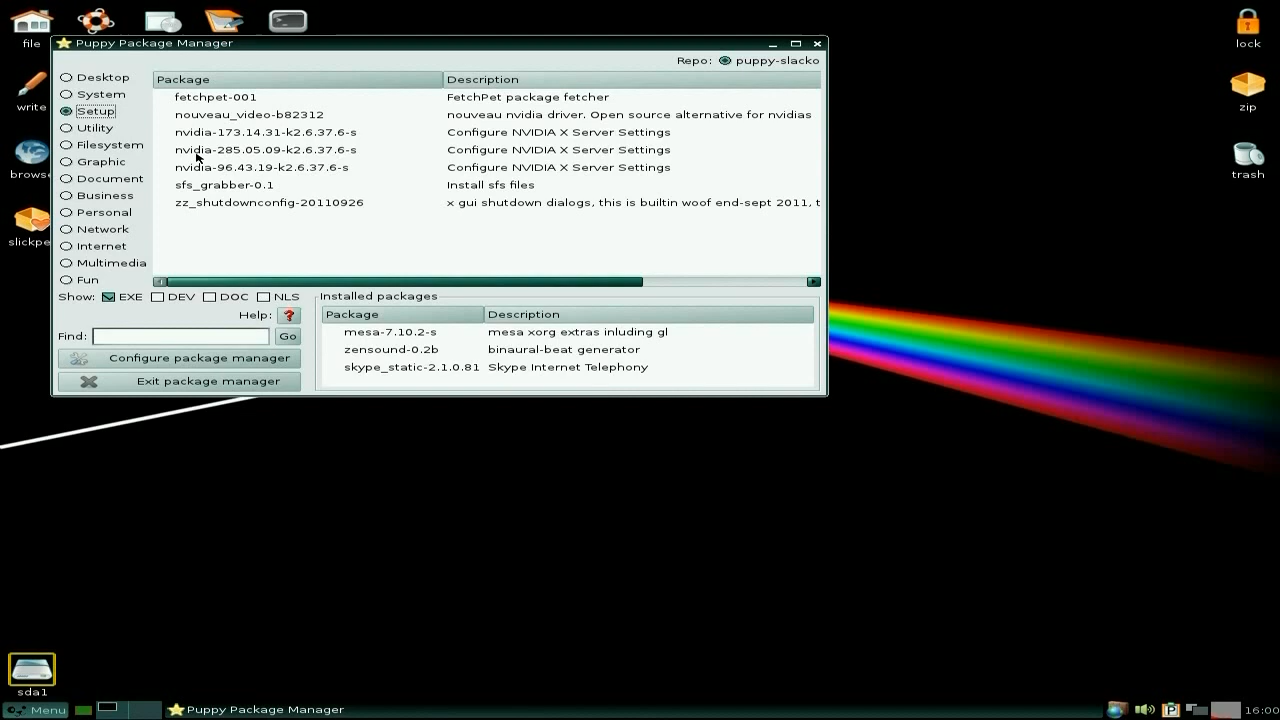 file
write
brows
slickpe
Puppy Package Manager
Repo: puppy-slacko
Desktop
System
Setup
Utility
Filesystem
Graphic
Document
Business
Personal
Network
Internet
Multimedia
Fun
Package Description
fetchpet-001 FetchPet package fetcher
nouveau_video-b82312 nouveau nvidia driver. Open source alternative for nvidias
nvidia-173.14.31-k2.6.37.6-s Configure NVIDIA X Server Settings
nvidia-285.05.09-k2.6.37.6-s Configure NVIDIA X Server Settings
nvidia-96.43.19-k2.6.37.6-s Configure NVIDIA X Server Settings
sfs_grabber-0.1 Install sfs files
zz_shutdownconfig-20110926 x gui shutdown dialogs, this is builtin woof end-sept 2011, t
Show: EXE DEV DOC NLS
Help: ?
Find: Go
Configure package manager
Exit package manager
Installed packages
Package Description
mesa-7.10.2-s mesa xorg extras inluding gl
zensound-0.2b binaural-beat generator
skype_static-2.1.0.81 Skype Internet Telephony
lock
zip
trash
sda1
Menu Puppy Package Manager P 16:00